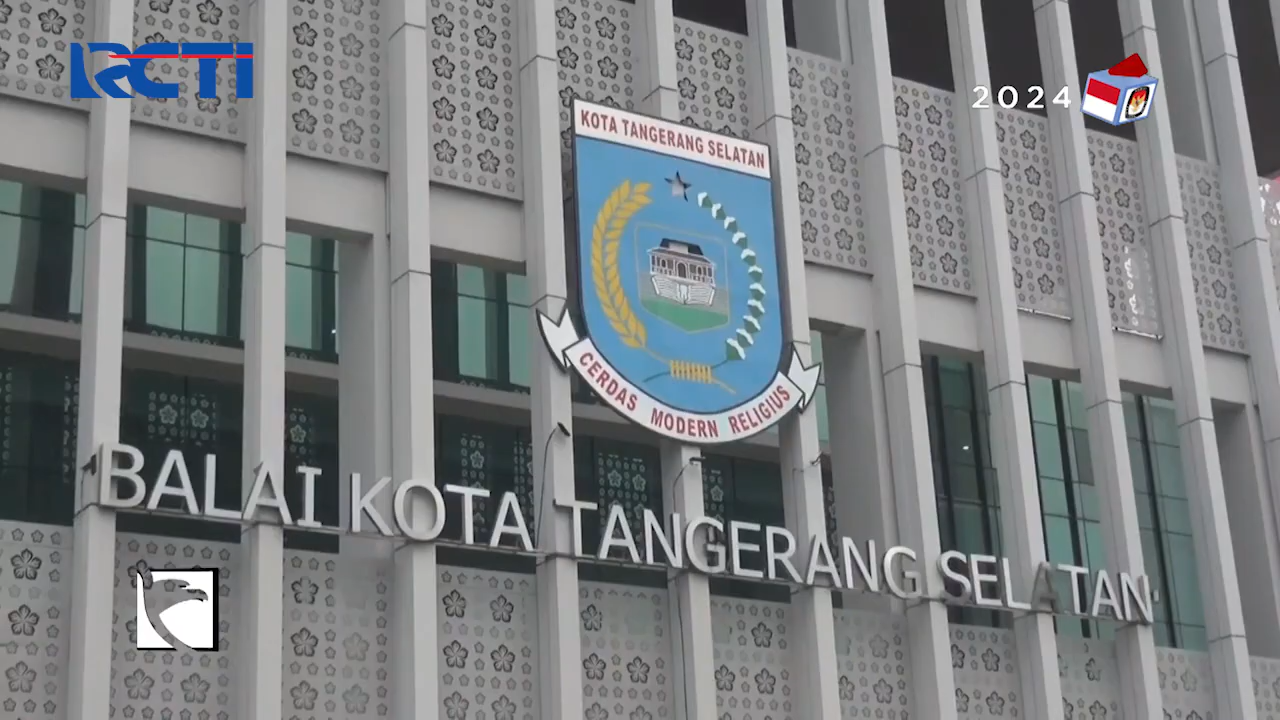 RCTI
2024
KOTA TANGERANG SELATAN
CERDAS MODERN RELIGIUS
BALAI KOTA TANGERANG SELATAN